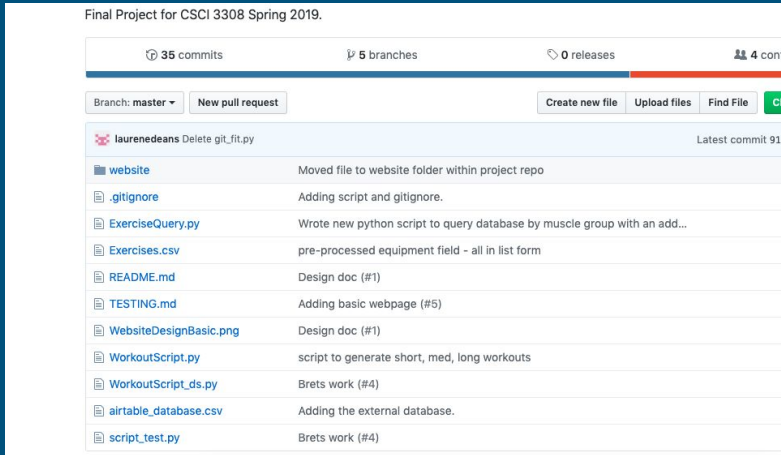 Final Project for CSCI 3308 Spring 2019.
35 commits 5 branches 0 releases 4
Branch: master New pull request Create new file Upload files Find File
laurenedeans Delete git_fit.py Latest commit 91
website Moved file to website folder within project repo
.gitignore Adding script and gitignore.
ExerciseQuery.py Wrote new python script to query database by muscle group with an add...
Exercises.csv pre-processed equipment field - all in list form
README.md Design doc (#1)
TESTING.md Adding basic webpage (#5)
WebsiteDesignBasic.png Design doc (#1)
WorkoutScript.py script to generate short, med, long workouts
WorkoutScript_ds.py Brets work (#4)
airtable_database.csv Adding the external database.
script_test.py Brets work (#4)